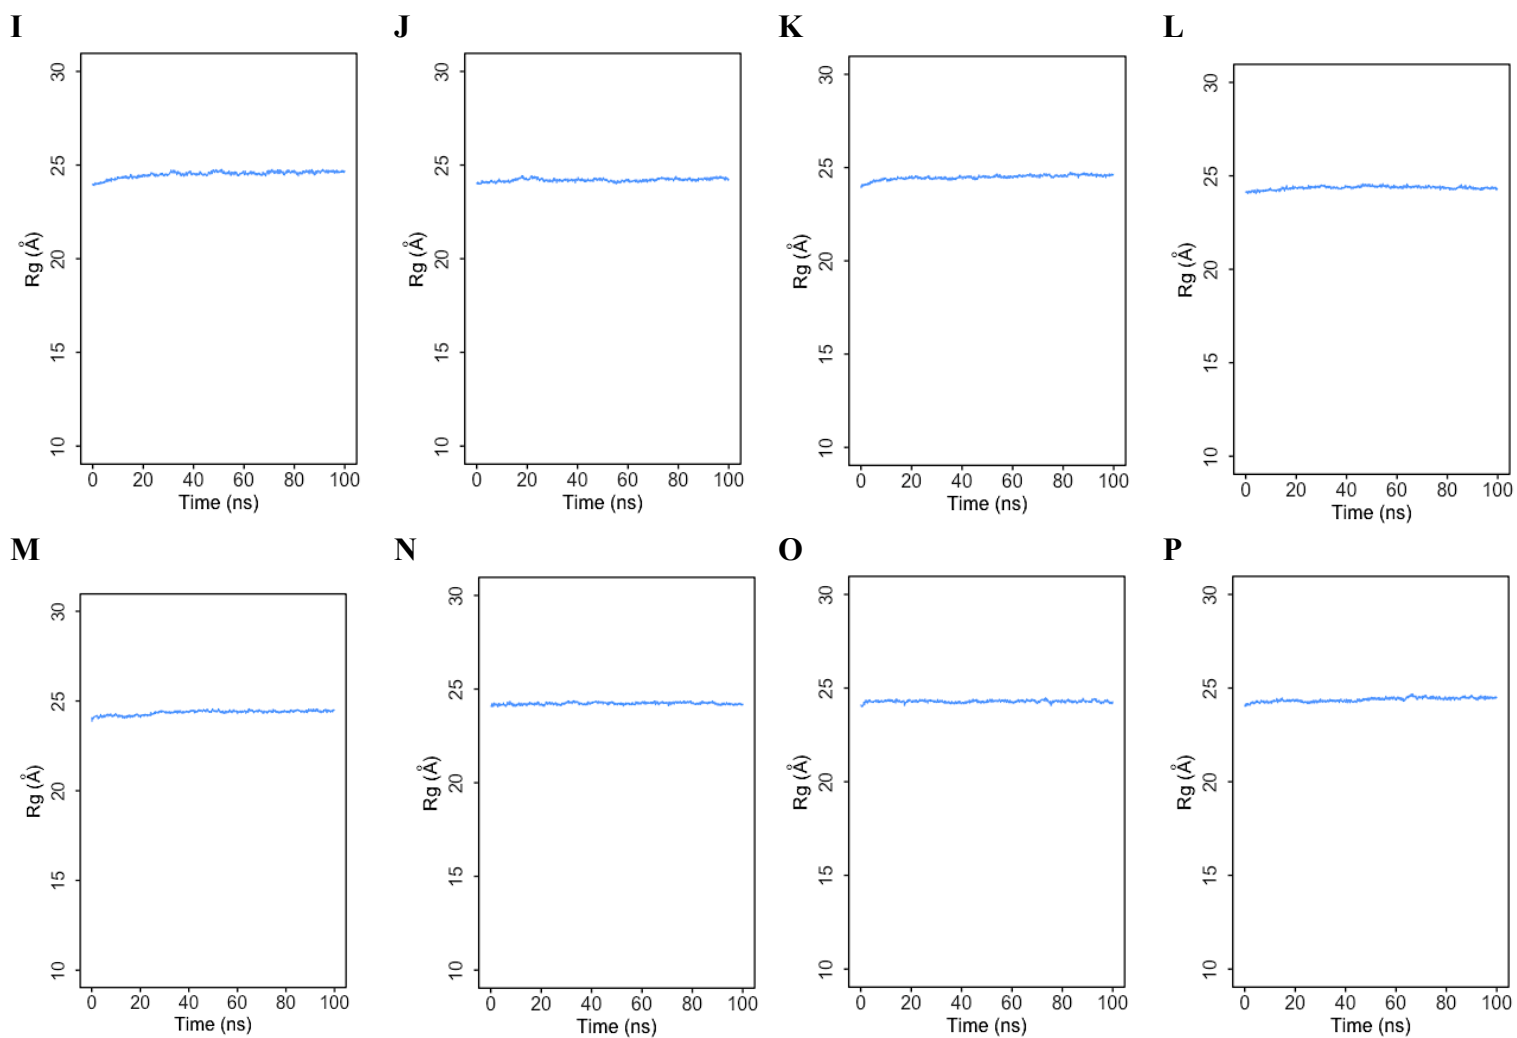 I J K L
30 30 30 30
25 25 25 25
Rg (Å) Rg (Å) Rg (Å) Rg (Å)
20 20 20 20
15 15 15 15
10 10 10 10
0 20 40 60 80 100 0 20 40 60 80 100 0 20 40 60 80 100 0 20 40 60 80 100
Time (ns) Time (ns) Time (ns) Time (ns)
M N O P
30 30 30 30
25 25 25 25
Rg (Å) Rg (Å) Rg (Å) Rg (Å)
20 20 20 20
15 15 15 15
10 10 10 10
0 20 40 60 80 100 0 20 40 60 80 100 0 20 40 60 80 100 0 20 40 60 80 100
Time (ns) Time (ns) Time (ns) Time (ns)